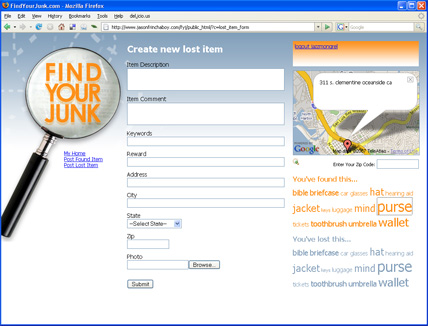 FindYourJunk.com - Mozilla Firefox
File Edit View History Bookmarks Tools Help del.icio.us
http://www.jasonfrinchaboy.com/fyj/public_html/?c=lost_item_form
Google
FIND
YOUR
JUNK
My Home
Post Found Item
Post Lost Item
Create new lost item
Item Description
Item Comment:
Keywords
Reward
Address
City
State
--Select State--
Zip
Photo
Browse...
Submit
logout
311 s. clementine oceanside ca
Google
Enter Your Zip Code:
You've found this...
bible briefcase car glasses hat hearing aid
jacket keys luggage mind purse
tickets toothbrush umbrella wallet
You've lost this...
bible briefcase car glasses hat hearing aid
jacket keys luggage mind purse
tickets toothbrush umbrella wallet